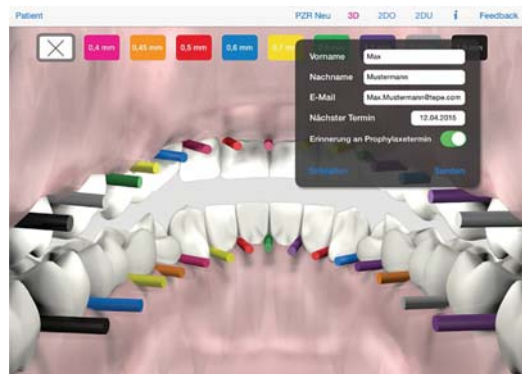 Patient PZR Neu 3D 2DO 2DU i Feedback
0,4 mm 0,45 mm 0,5 mm 0,6 mm
Vorname Max
Nachname Mustermann
E-Mail Max.Mustermann@tepe.com
Nächster Termin 12.04.2015
Erinnerung an Prophylaxetermin
Schließen Senden